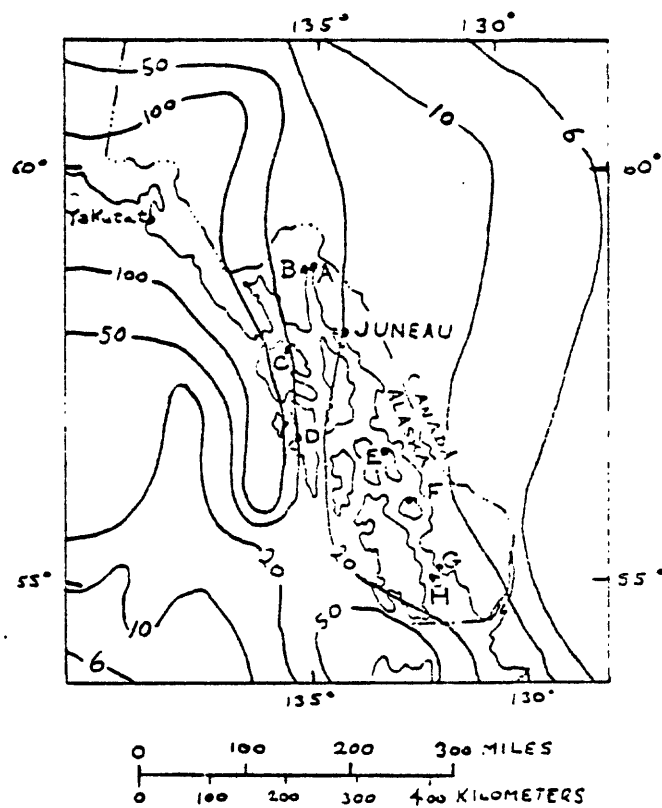 135° 130°
50
100
10
6
60° 60°
Yakutat
100
B A
50
JUNEAU
C
CANADA
ALASKA
D
E
F
20
20
G
55° 55°
H
10
50
6
135° 130°
0 100 200 300 MILES
0 100 200 300 400 KILOMETERS